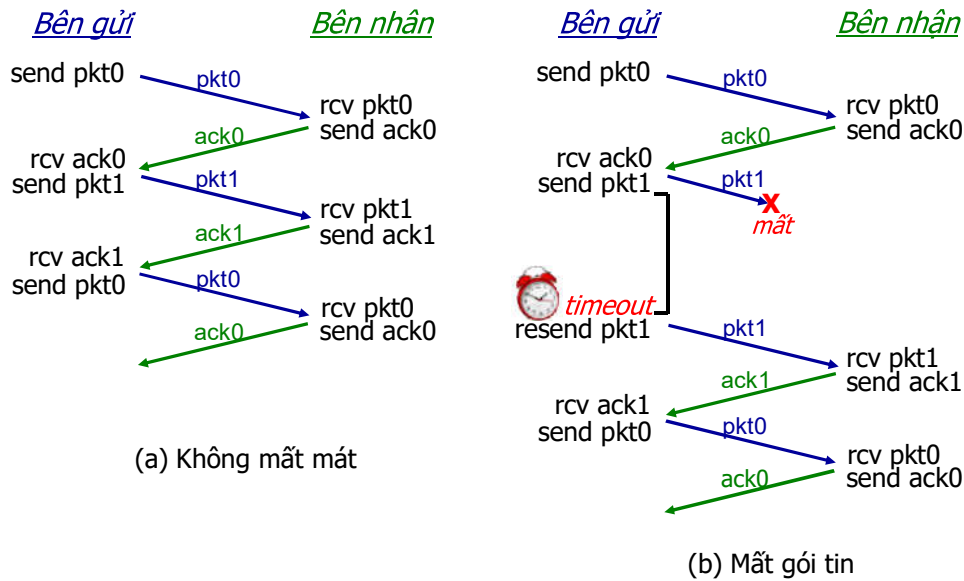 Bên gửi
Bên nhân
send pkt0
pkt0
rcv pkt0
send ack0
ack0
rcv ack0
send pkt1
pkt1
rcv pkt1
send ack1
ack1
rcv ack1
send pkt0
pkt0
rcv pkt0
send ack0
ack0
(a) Không mất mát
Bên gửi
Bên nhận
send pkt0
pkt0
rcv pkt0
send ack0
ack0
rcv ack0
send pkt1
pkt1
X
mất
timeout
resend pkt1
pkt1
rcv pkt1
send ack1
ack1
rcv ack1
send pkt0
pkt0
rcv pkt0
send ack0
ack0
(b) Mất gói tin